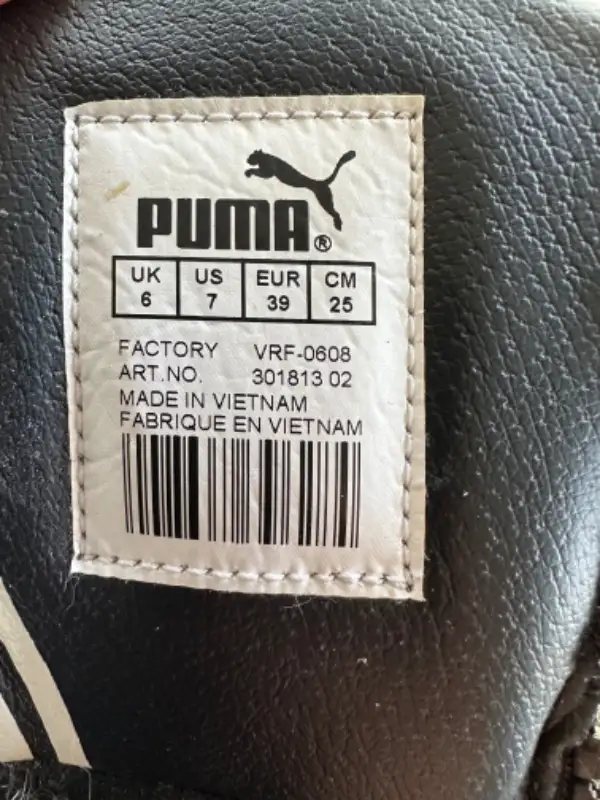 PUMA®
UK US EUR CM
6 7 39 25
FACTORY VRF-0608
ART.NO. 301813 02
MADE IN VIETNAM
FABRIQUE EN VIETNAM